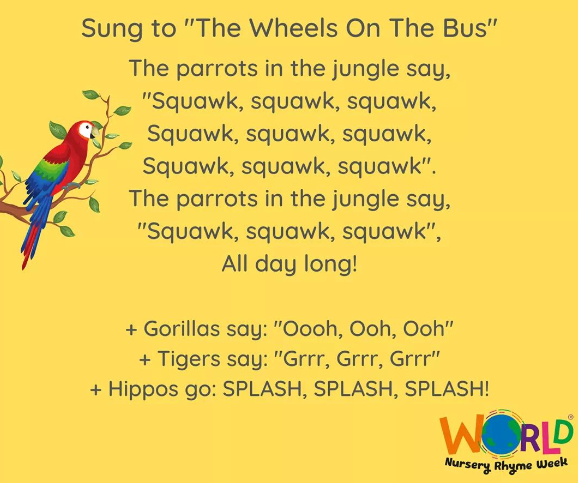 Sung to "The Wheels On The Bus"
The parrots in the jungle say,
"Squawk, squawk, squawk,
Squawk, squawk, squawk,
Squawk, squawk, squawk".
The parrots in the jungle say,
"Squawk, squawk, squawk",
All day long!
+ Gorillas say: "Oooh, Ooh, Ooh"
+ Tigers say: "Grrr, Grrr, Grrr"
+ Hippos go: SPLASH, SPLASH, SPLASH!
WORLD®
Nursery Rhyme Week